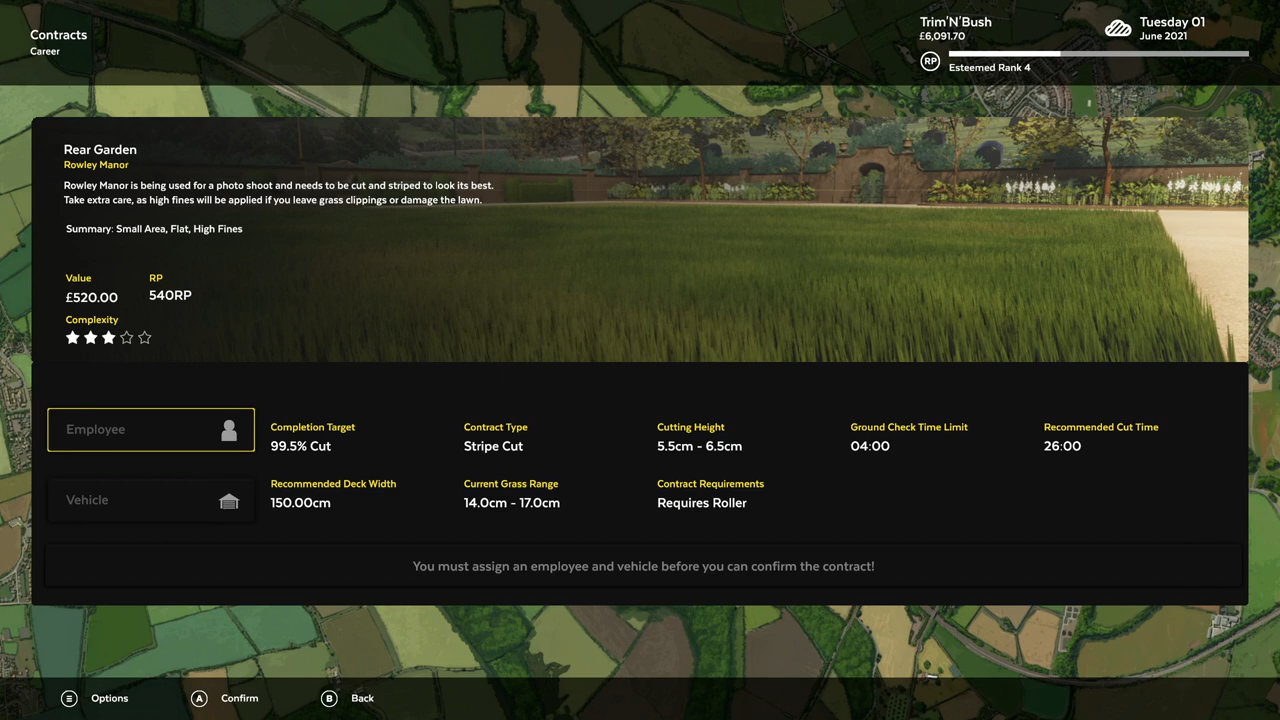 Contracts
Career
Trim'N'Bush
£6,091.70
Tuesday 01
June 2021
RP
Esteemed Rank 4
Rear Garden
Rowley Manor
Rowley Manor is being used for a photo shoot and needs to be cut and striped to look its best.
Take extra care, as high fines will be applied if you leave grass clippings or damage the lawn.
Summary: Small Area, Flat, High Fines
Value
RP
£520.00
540RP
Complexity
Employee
Completion Target
Contract Type
Cutting Height
Ground Check Time Limit
Recommended Cut Time
99.5% Cut
Stripe Cut
5.5cm - 6.5cm
04:00
26:00
Vehicle
Recommended Deck Width
Current Grass Range
Contract Requirements
150.00cm
14.0cm - 17.0cm
Requires Roller
You must assign an employee and vehicle before you can confirm the contract!
Options
A
Confirm
B
Back